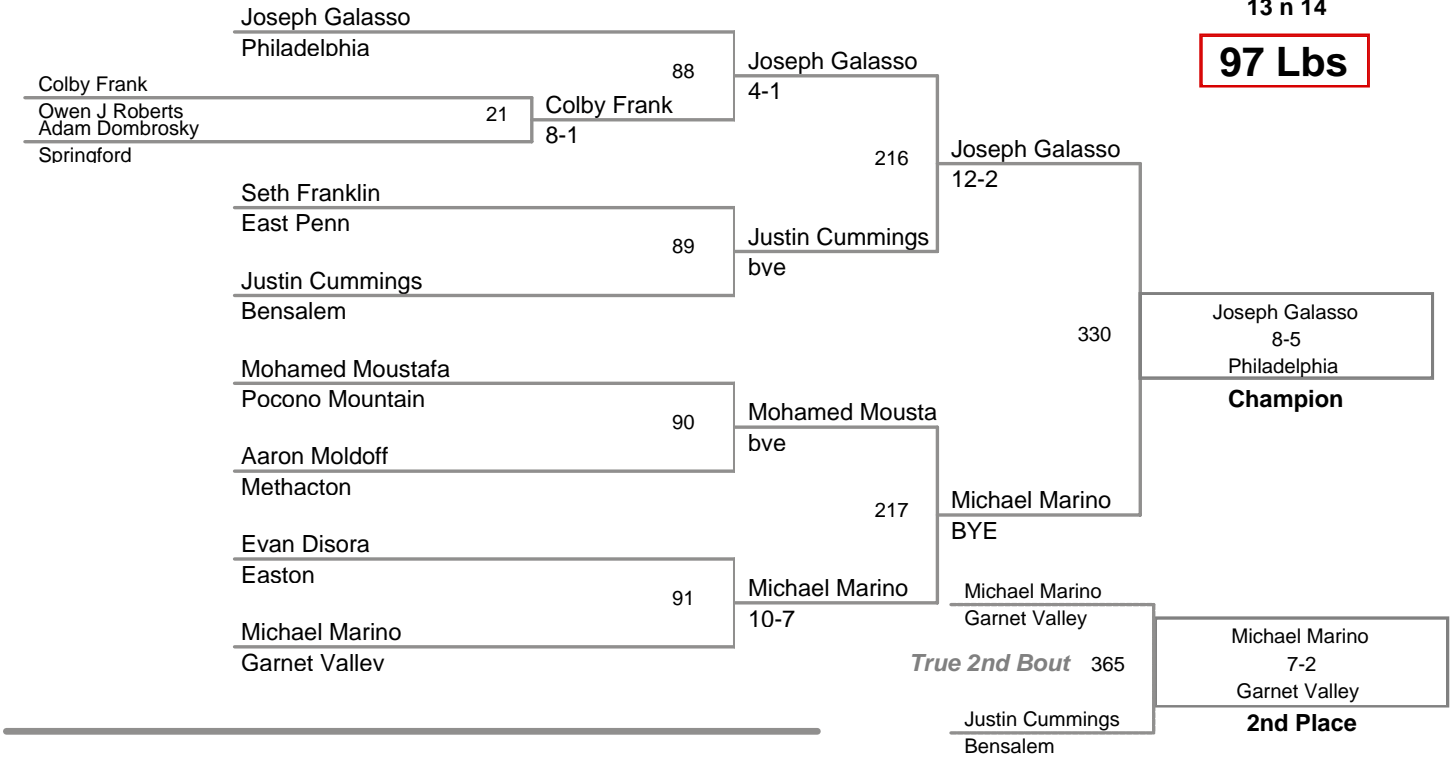 13 n 14
97 Lbs
Joseph Galasso
Philadelphia
88
Joseph Galasso
4-1
Colby Frank
Owen J Roberts
21
Colby Frank
8-1
Adam Dombrosky
Springford
216
Joseph Galasso
12-2
Seth Franklin
East Penn
89
Justin Cummings
bye
Justin Cummings
Bensalem
330
Joseph Galasso
8-5
Philadelphia
Champion
Mohamed Moustafa
Pocono Mountain
90
Mohamed Mousta
bye
Aaron Moldoff
Methacton
217
Michael Marino
BYE
Evan Disora
Easton
91
Michael Marino
10-7
Michael Marino
Garnet Valley
Michael Marino
Garnet Valley
True 2nd Bout 365
Justin Cummings
Bensalem
Michael Marino
7-2
Garnet Valley
2nd Place